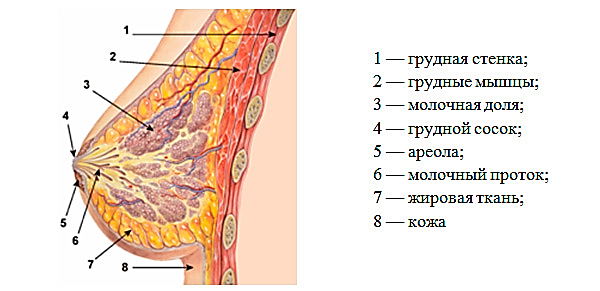 1
2
3
4
5
6
7
8
1 — грудная стенка;
2 — грудные мышцы;
3 — молочная доля;
4 — грудной сосок;
5 — ареола;
6 — молочный проток;
7 — жировая ткань;
8 — кожа